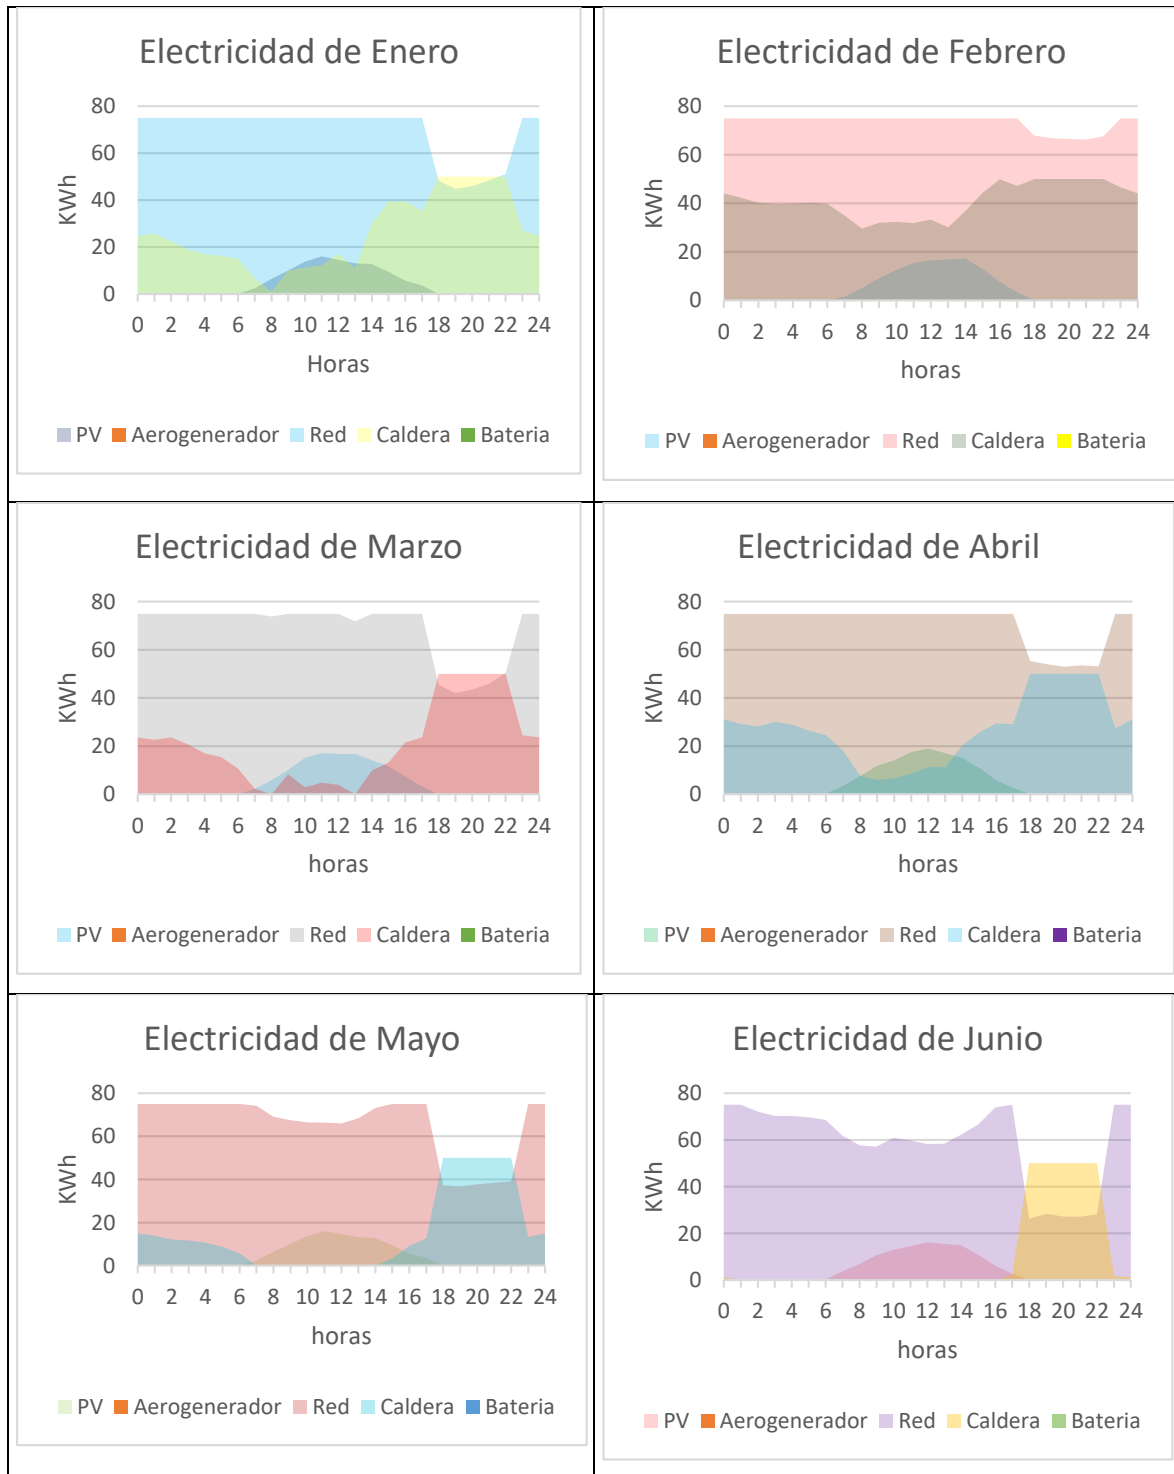 Electricidad de Enero
80
60
40
20
0
KWh
0 2 4 6 8 10 12 14 16 18 20 22 24
Horas
PV Aerogenerador Red Caldera Bateria
Electricidad de Febrero
80
60
40
20
0
KWh
0 2 4 6 8 10 12 14 16 18 20 22 24
horas
PV Aerogenerador Red Caldera Bateria
Electricidad de Marzo
80
60
40
20
0
KWh
0 2 4 6 8 10 12 14 16 18 20 22 24
horas
PV Aerogenerador Red Caldera Bateria
Electricidad de Abril
80
60
40
20
0
KWh
0 2 4 6 8 10 12 14 16 18 20 22 24
horas
PV Aerogenerador Red Caldera Bateria
Electricidad de Mayo
80
60
40
20
0
KWh
0 2 4 6 8 10 12 14 16 18 20 22 24
horas
PV Aerogenerador Red Caldera Bateria
Electricidad de Junio
80
60
40
20
0
KWh
0 2 4 6 8 10 12 14 16 18 20 22 24
horas
PV Aerogenerador Red Caldera Bateria